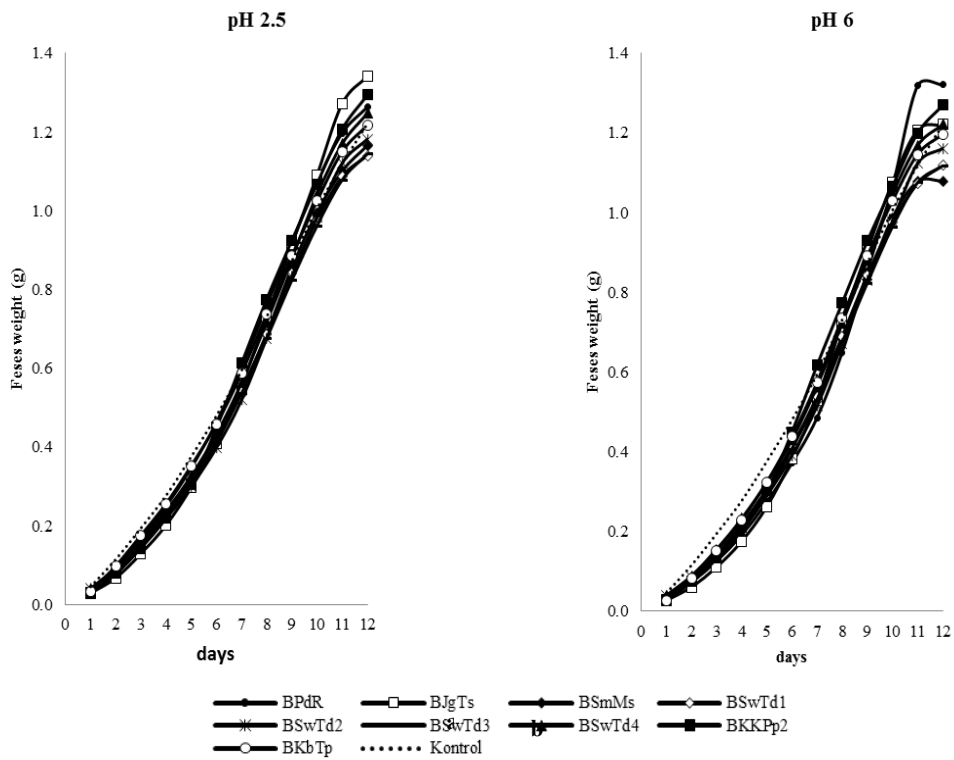 pH 2.5
1.4
1.2
1.0
0.8
0.6
0.4
0.2
0.0
Feses weight (g)
0 1 2 3 4 5 6 7 8 9 10 11 12
days
pH 6
1.4
1.2
1.0
0.8
0.6
0.4
0.2
0.0
Feses weight (g)
0 1 2 3 4 5 6 7 8 9 10 11 12
days
BPdR BJgTs BSmMs BSwTd1
BSwTd2 BSwTd3 BSwTd4 BKKPp2
BKbTp Kontrol
a
b